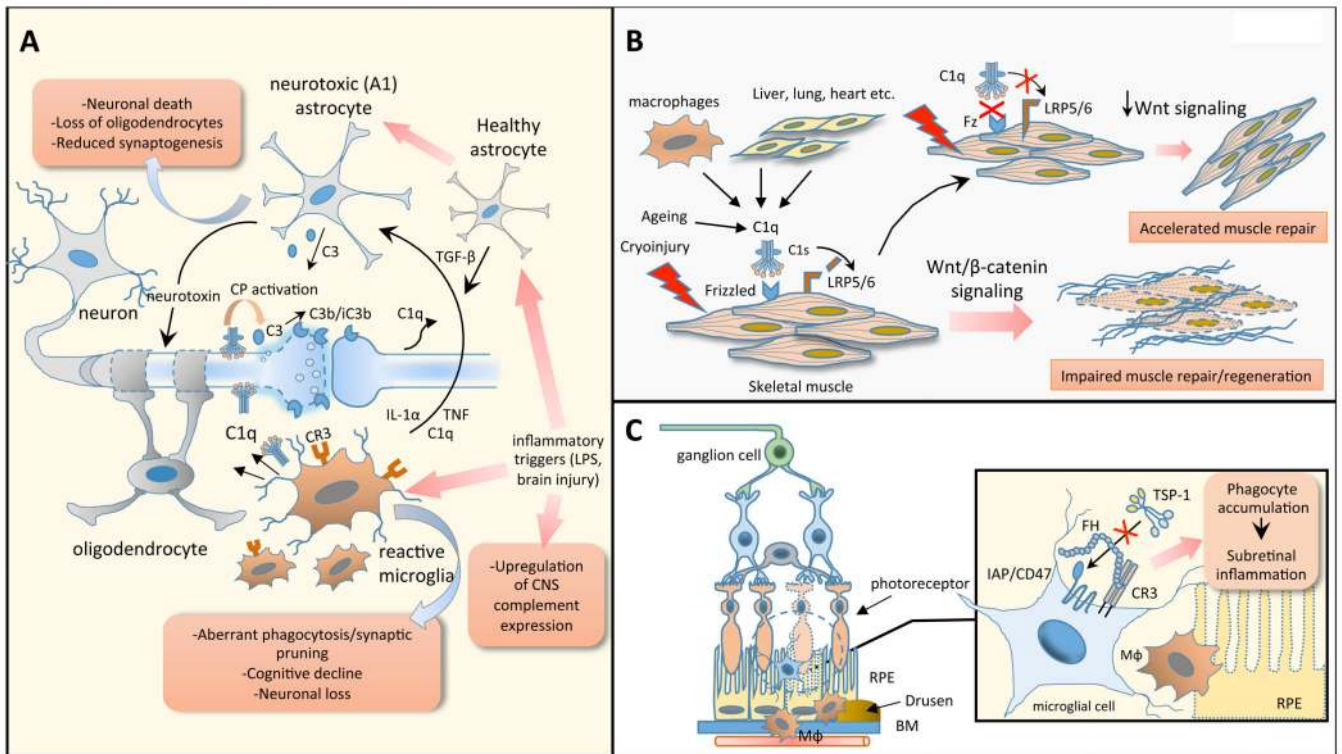 A
-Neuronal death
-Loss of oligodendrocytes
-Reduced synaptogenesis
neurotoxic (A1)
astrocyte
Healthy
astrocyte
neuron
neurotoxin
C3
CP activation
C3
C3b/iC3b
C1q
TGF-β
C1q
CR3
IL-1α
TNF
C1q
inflammatory
triggers (LPS,
brain injury)
oligodendrocyte
reactive
microglia
-Upregulation
of CNS
complement
expression
-Aberrant phagocytosis/synaptic
pruning
-Cognitive decline
-Neuronal loss
B
macrophages
Liver, lung, heart etc.
C1q
Fz
LRP5/6
Wnt signaling
Accelerated muscle repair
Ageing
C1q
Cryoinjury
C1s
Frizzled
LRP5/6
Skeletal muscle
Wnt/β-catenin
signaling
Impaired muscle repair/regeneration
C
ganglion cell
photoreceptor
RPE
Drusen
BM
Mϕ
TSP-1
FH
IAP/CD47
CR3
Phagocyte
accumulation
Subretinal
inflammation
Mϕ
microglial cell
RPE